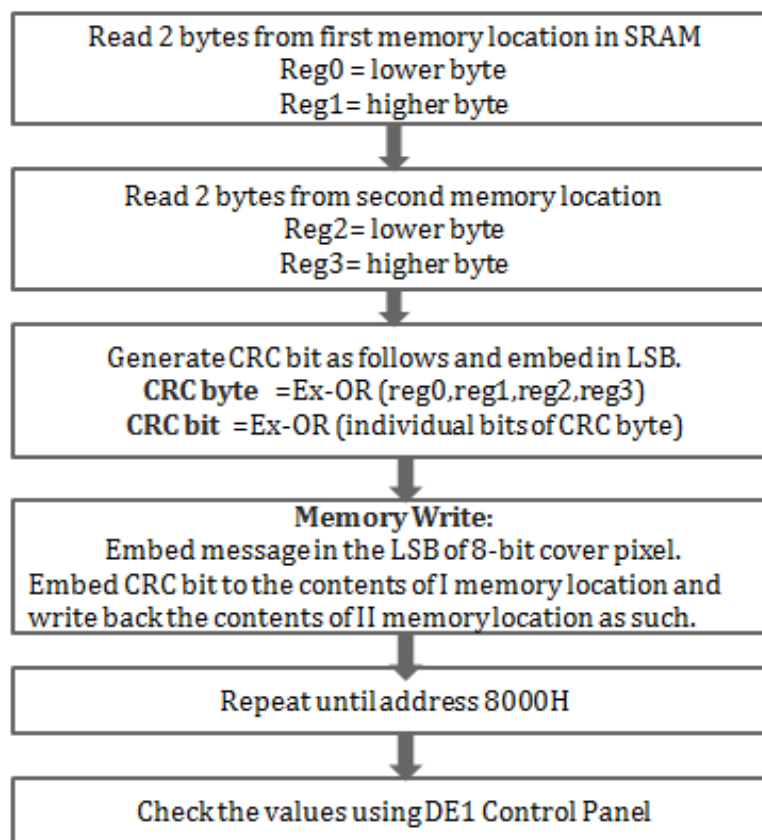 Read 2 bytes from first memory location in SRAM
Reg0 = lower byte
Reg1= higher byte
Read 2 bytes from second memory location
Reg2= lower byte
Reg3= higher byte
Generate CRC bit as follows and embed in LSB.
CRC byte =Ex-OR (reg0,reg1,reg2,reg3)
CRC bit =Ex-OR (individual bits of CRC byte)
Memory Write:
Embed message in the LSB of 8-bit cover pixel.
Embed CRC bit to the contents of I memory location and
write back the contents of II memory location as such.
Repeat until address 8000H
Check the values using DE1 Control Panel